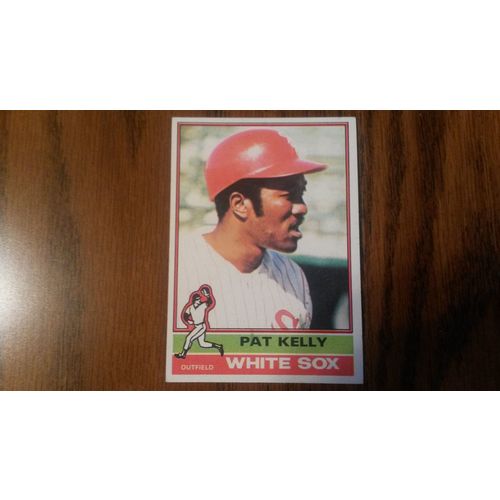 PAT KELLY
WHITE SOX
OUTFIELD